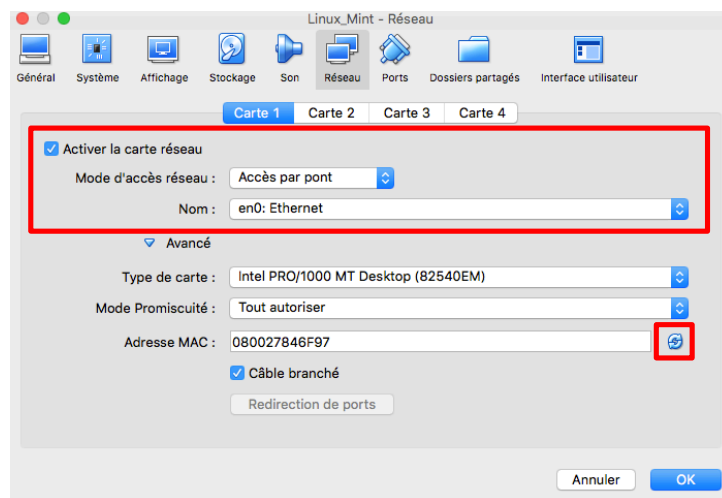 Linux_Mint - Réseau
Général Système Affichage Stockage Son Réseau Ports Dossiers partagés Interface utilisateur
Carte 1 Carte 2 Carte 3 Carte 4
Activer la carte réseau
Mode d'accès réseau : Accès par pont
Nom : en0: Ethernet
Avancé
Type de carte : Intel PRO/1000 MT Desktop (82540EM)
Mode Promiscuité : Tout autoriser
Adresse MAC : 080027846F97
Câble branché
Redirection de ports
Annuler OK